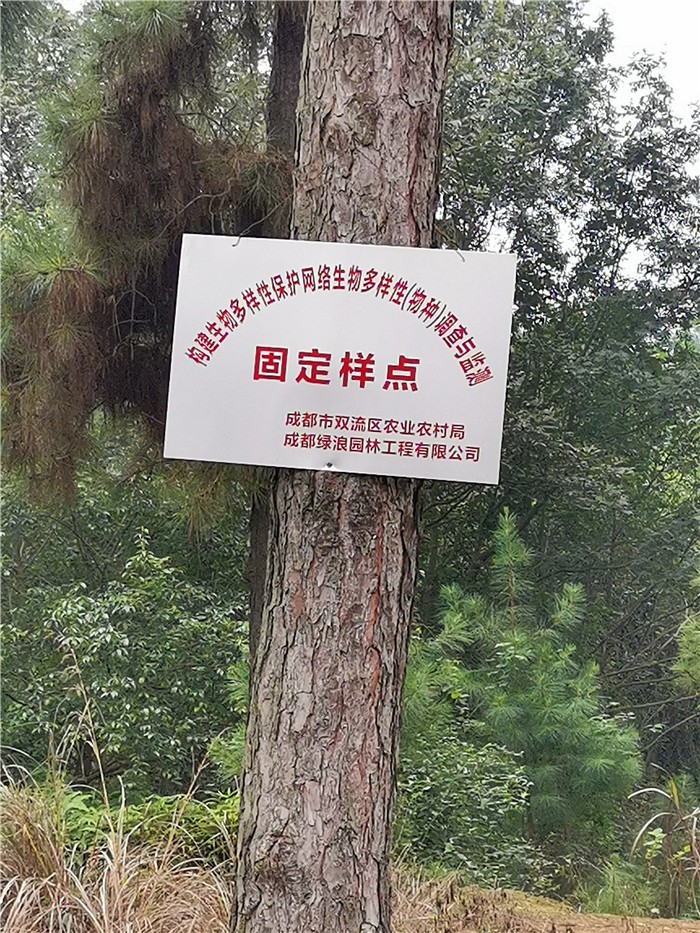 构建生物多样性保护网络生物多样性(物种)调查与监测
固定样点
成都市双流区农业农村局
成都绿浪园林工程有限公司